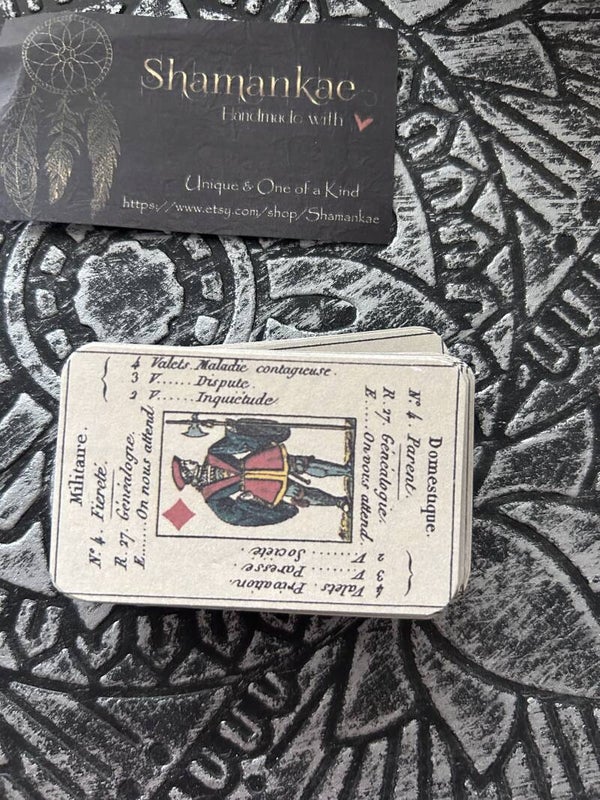 Shamankae
Handmade with
Unique & One of a Kind
https://www.etsy.com/shop/Shamankae
4 Valets. Maladie contagieuse.
3 V...... Dispute.
2 V...... Inquiétude
Militaire.
N° 4. Fierté.
R. 27. Généalogie.
E.......On nous attend
Domestique.
N° 4. Parent.
R. 27. Généalogie.
E.....On vous attend.
4 Valets. Privation.
3 V...... Paresse.
2 V...... Societé.